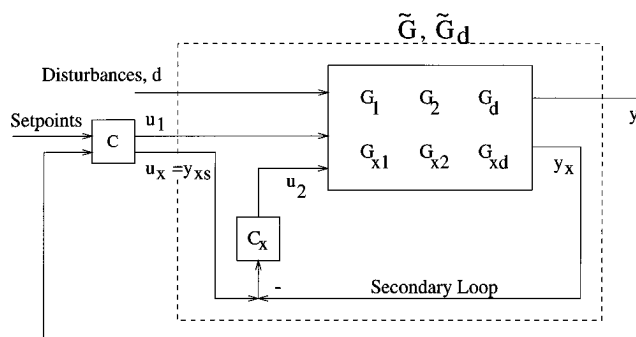 G̃, G̃d
Disturbances, d
G1 G2 Gd
y
Setpoints
u1
C
Gx1 Gx2 Gxd
ux =yxs
yx
u2
Cx
-
Secondary Loop